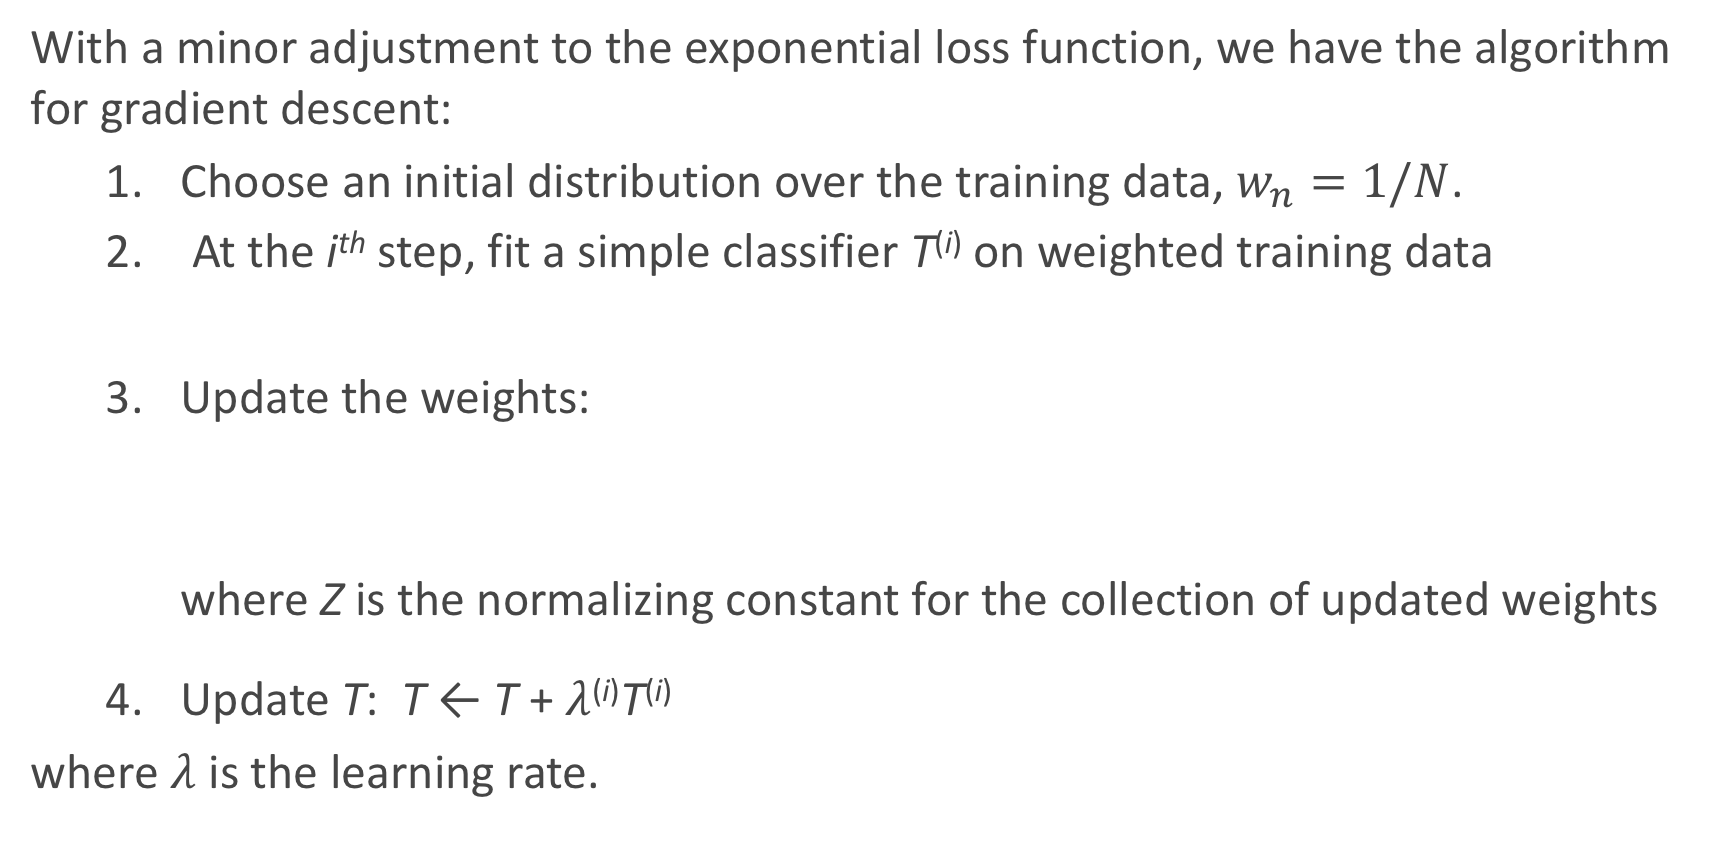 With a minor adjustment to the exponential loss function, we have the algorithm
for gradient descent:
1. Choose an initial distribution over the training data, wₙ = 1/N.
2. At the iᵗʰ step, fit a simple classifier T⁽ⁱ⁾ on weighted training data
3. Update the weights:
where Z is the normalizing constant for the collection of updated weights
4. Update T: T ← T + λ⁽ⁱ⁾T⁽ⁱ⁾
where λ is the learning rate.